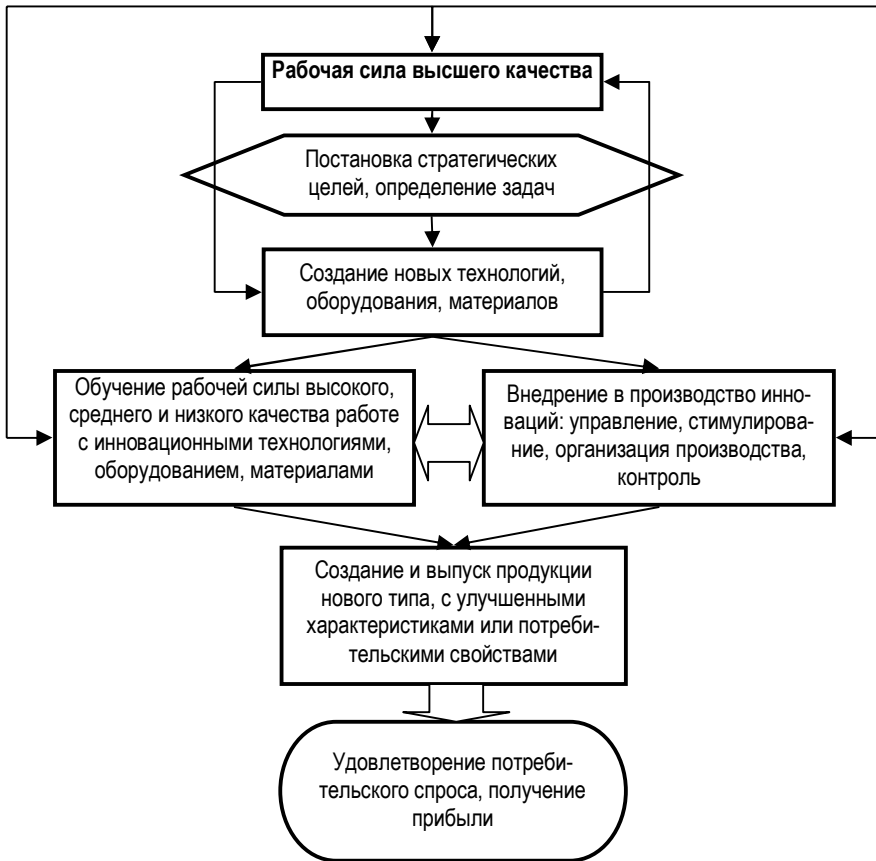 Рабочая сила высшего качества
Постановка стратегических
целей, определение задач
Создание новых технологий,
оборудования, материалов
Обучение рабочей силы высокого,
среднего и низкого качества работе
с инновационными технологиями,
оборудованием, материалами
Внедрение в производство инно-
ваций: управление, стимулирова-
ние, организация производства,
контроль
Создание и выпуск продукции
нового типа, с улучшенными
характеристиками или потреби-
тельскими свойствами
Удовлетворение потреби-
тельского спроса, получение
прибыли